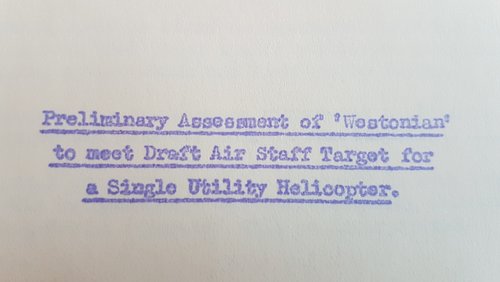 Preliminary Assessment of 'Westonian'
to meet Draft Air Staff Target for
a Single Utility Helicopter.